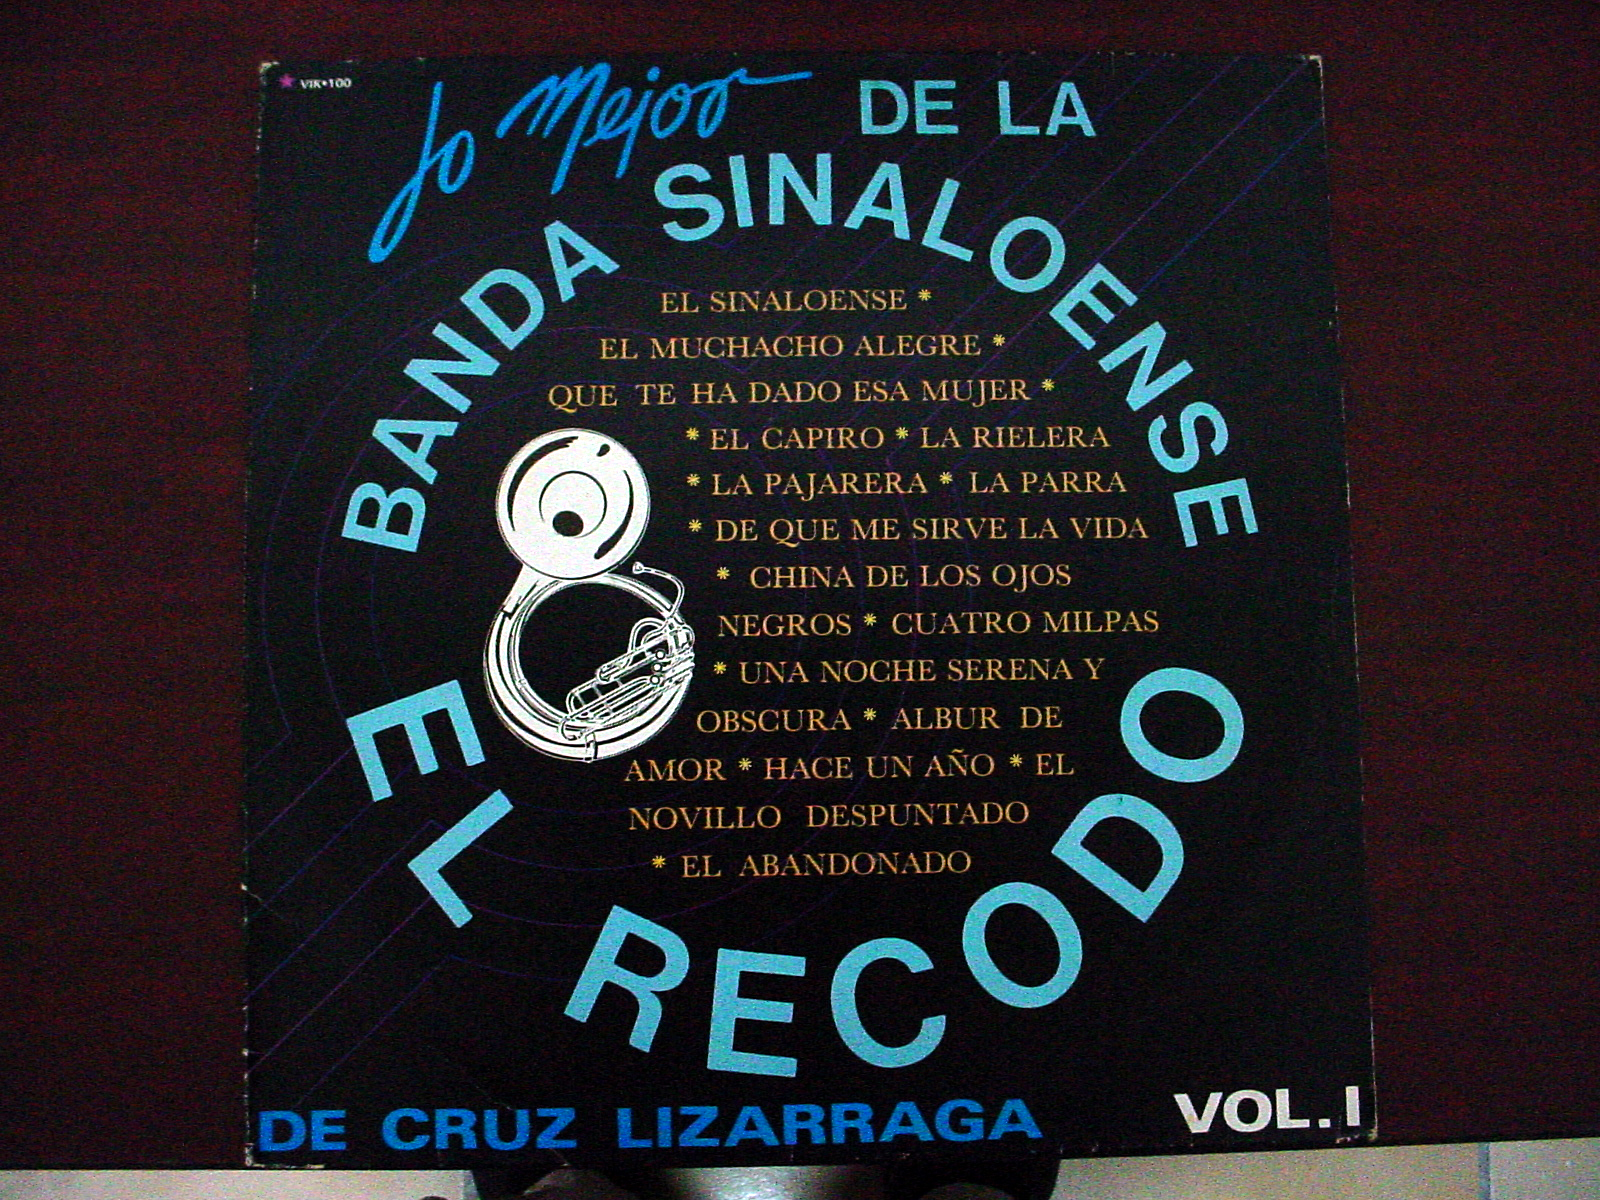 VIK•100
Lo Mejor DE LA
BANDA SINALOENSE
EL SINALOENSE *
EL MUCHACHO ALEGRE *
QUE TE HA DADO ESA MUJER *
* EL CAPIRO * LA RIELERA
* LA PAJARERA * LA PARRA
* DE QUE ME SIRVE LA VIDA
* CHINA DE LOS OJOS
NEGROS * CUATRO MILPAS
* UNA NOCHE SERENA Y
OBSCURA * ALBUR DE
AMOR * HACE UN AÑO * EL
NOVILLO DESPUNTADO
* EL ABANDONADO
EL RECODO
DE CRUZ LIZARRAGA
VOL. I